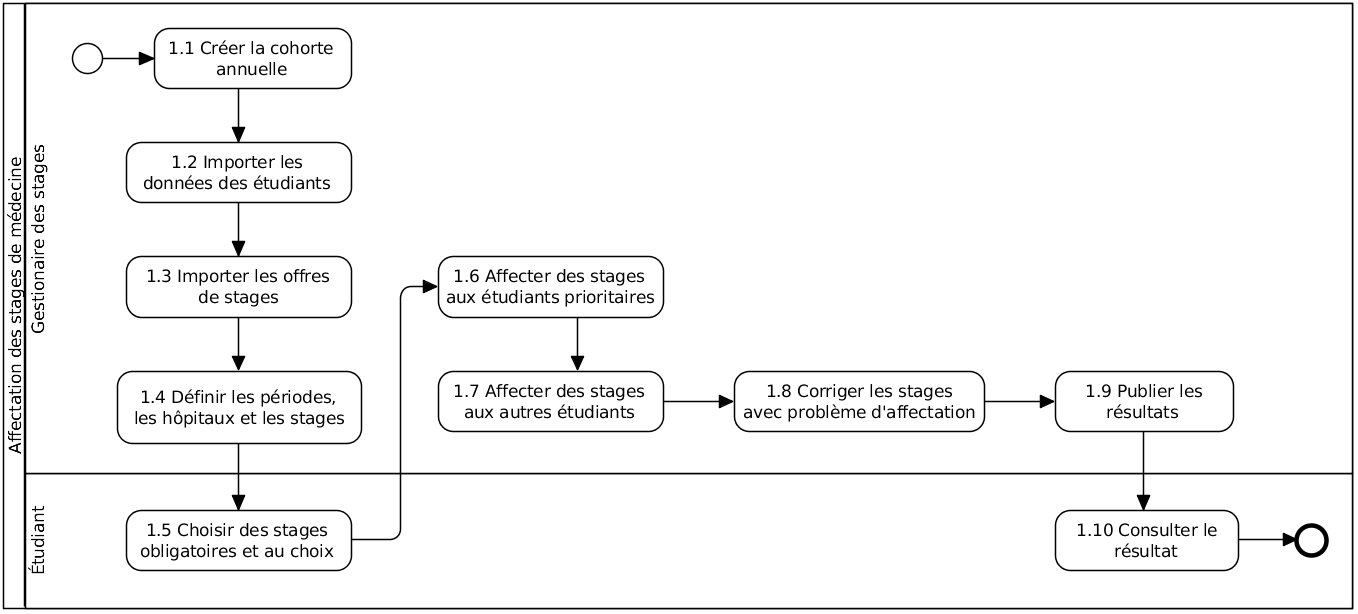 Affectation des stages de médecine
Gestionaire des stages
1.1 Créer la cohorte
annuelle
1.2 Importer les
données des étudiants
1.3 Importer les offres
de stages
1.4 Définir les périodes,
les hôpitaux et les stages
1.6 Affecter des stages
aux étudiants prioritaires
1.7 Affecter des stages
aux autres étudiants
1.8 Corriger les stages
avec problème d'affectation
1.9 Publier les
résultats
Étudiant
1.5 Choisir des stages
obligatoires et au choix
1.10 Consulter le
résultat